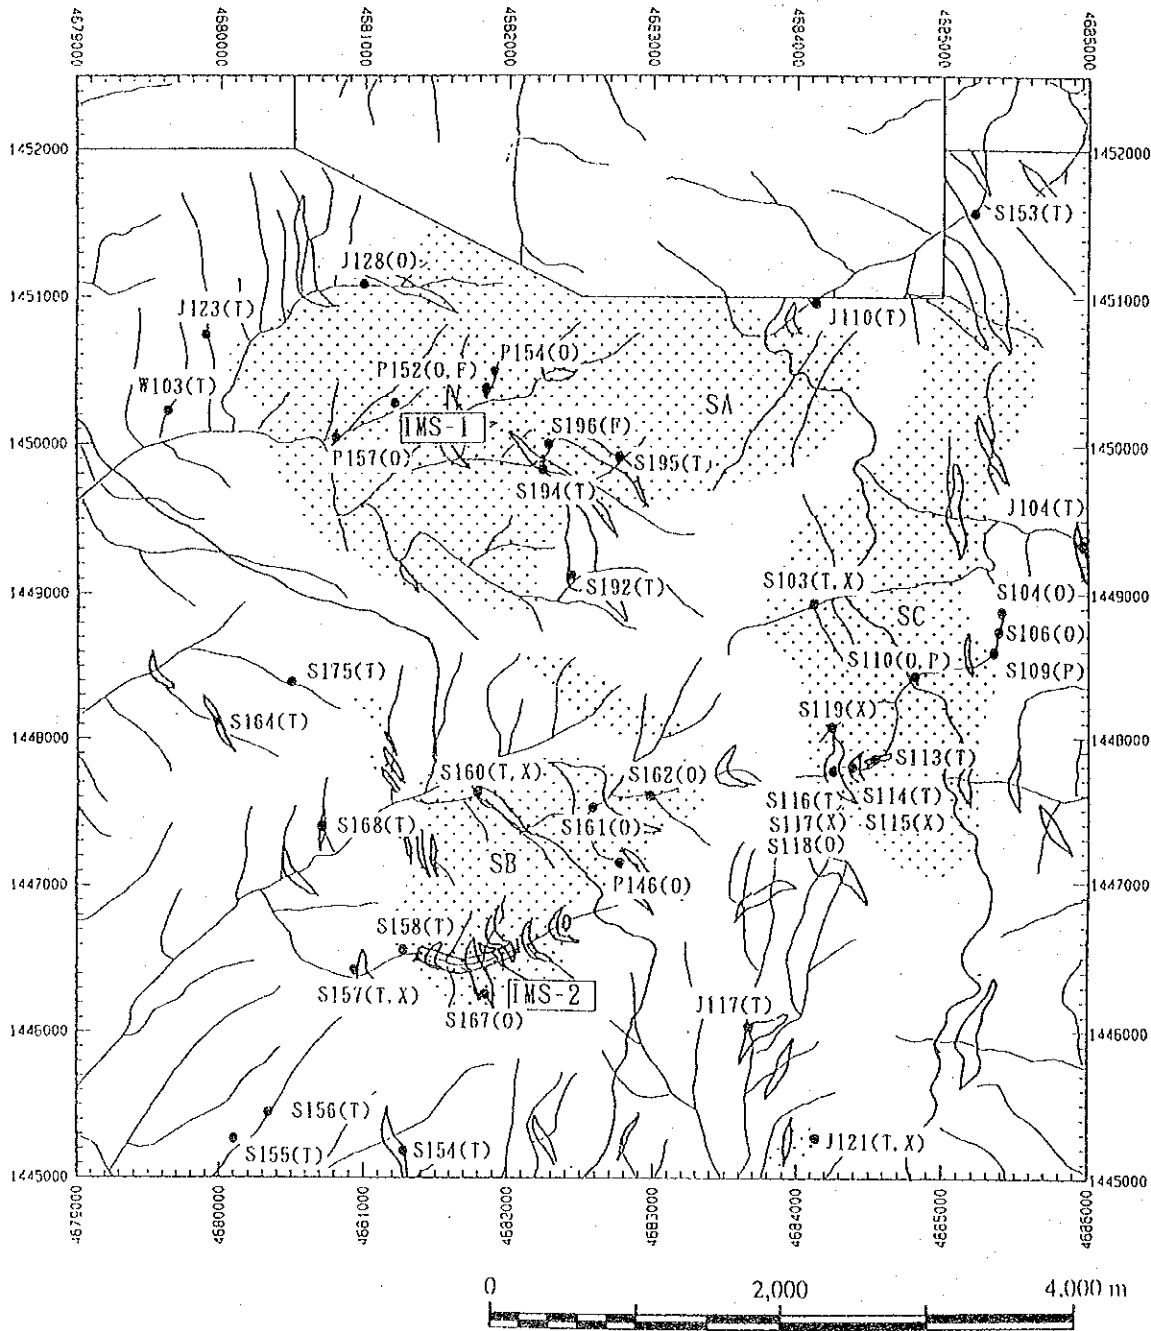 4679000 4680000 4681000 4682000 4683000 4684000 4685000
1452000 1452000
S153(T)
J128(O)
1451000 1451000
J123(T) J110(T)
P154(O)
P152(O,F)
W103(T) SA
IMS-1 S196(F)
1450000 1450000
P157(O) S195(T)
S194(T)
J104(T)
S192(T) S103(T,X) S104(O)
1449000 1449000
SC
S106(O)
S110(O,P)
S175(T) S109(P)
S164(T) S119(X)
1448000 1448000
S160(T,X) S162(O) S113(T)
S116(T) S114(T)
S168(T) S161(O) S117(X) S115(X)
S118(O)
SB
1447000 P146(O) 1447000
S158(T)
S157(T,X) IMS-2
S167(O) J117(T)
1446000 1446000
S156(T)
S155(T) S154(T) J121(T,X)
1445000 1445000
4680000 4681000 4682000 4683000 4684000 4685000 4686000
0 2,000 4,000 m